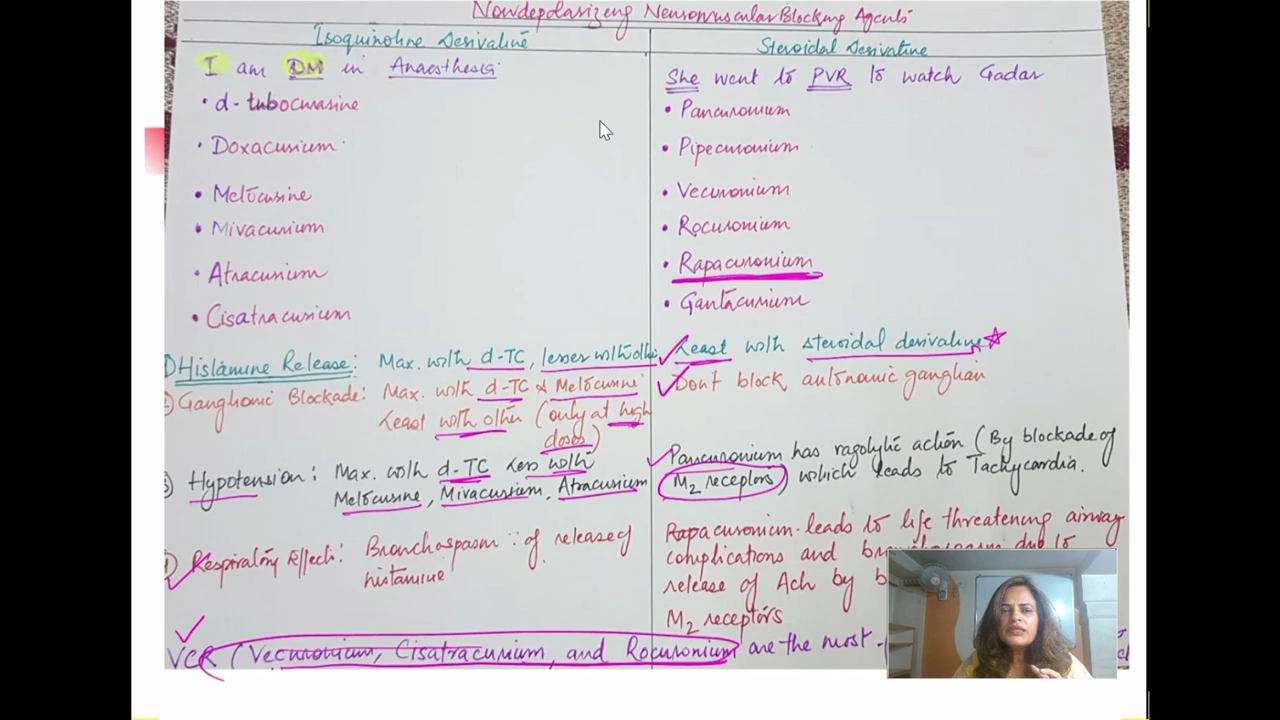 Nondepolarizing Neuromuscular Blocking Agents
Isoquinoline Derivative
Steroidal Derivative
I am DM in Anaesthesia
• d-tubocurarine
• Doxacurium
• Metocurine
• Mivacurium
• Atracurium
• Cisatracurium
She went to PVR to watch Gadar
• Pancuronium
• Pipecuronium
• Vecuronium
• Rocuronium
• Rapacuronium
• Gantacurium
Histamine Release: Max. with d-TC, lesser with other
Least with steroidal derivative
Ganglionic Blockade: Max. with d-TC & Metocurine
Least with other (only at high
doses)
Dont block autonomic ganglian
Hypotension: Max. with d-TC Less with
Metocurine, Mivacurium, Atracurium
Pancuronium has vagolytic action (By blockade of
M2 receptors) which leads to Tachycardia.
Respiratory Effect: Bronchospasm ∵ of release of
histamine
Rapacuronium leads to life threatening airway
complications and due to
release of Ach by
M2 receptors
VCR (Vecuronium, Cisatracurium, and Rocuronium are the most